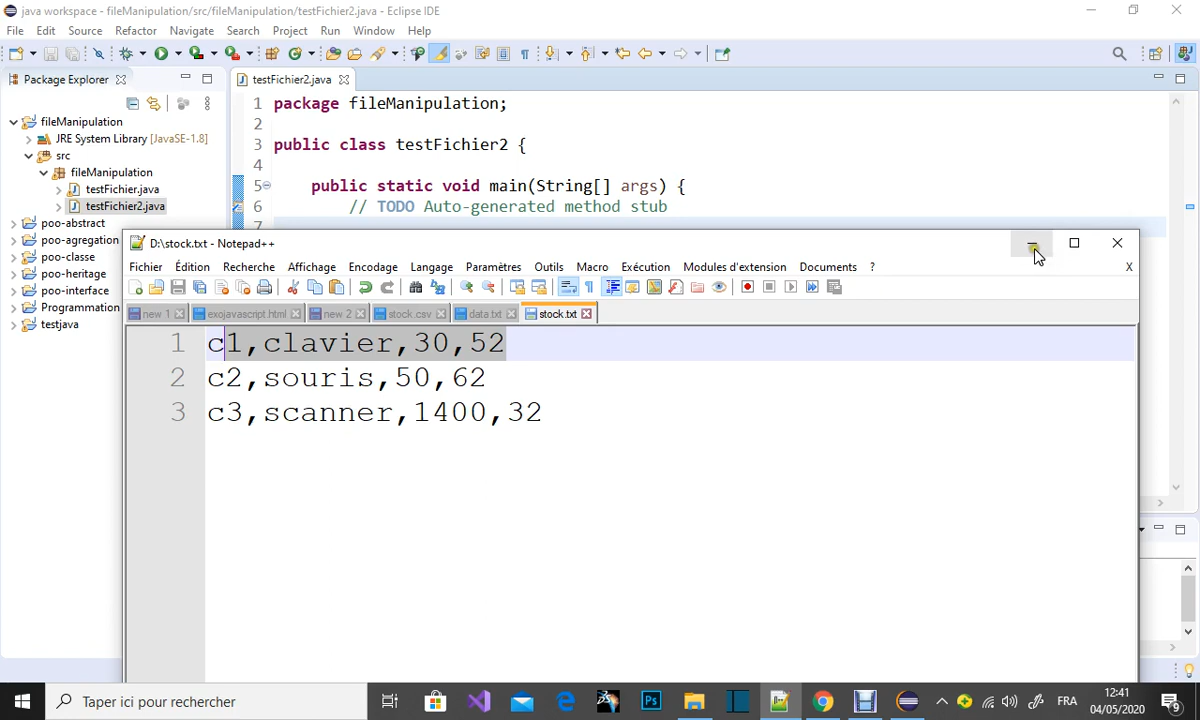 java workspace - fileManipulation/src/fileManipulation/testFichier2.java - Eclipse IDE
File Edit Source Refactor Navigate Search Project Run Window Help
Package Explorer
testFichier2.java
fileManipulation
JRE System Library [JavaSE-1.8]
src
fileManipulation
testFichier.java
testFichier2.java
poo-abstract
poo-agregation
poo-classe
poo-heritage
poo-interface
Programmation
testjava
1 package fileManipulation;
2
3 public class testFichier2 {
4
5 public static void main(String[] args) {
6 // TODO Auto-generated method stub
7
D:\stock.txt - Notepad++
Fichier Édition Recherche Affichage Encodage Langage Paramètres Outils Macro Exécution Modules d'extension Documents ? X
new 1 exojavascript.html new 2 stock.csv data.txt stock.txt
1 c1,clavier,30,52
2 c2,souris,50,62
3 c3,scanner,1400,32
Taper ici pour rechercher
Ps
FRA
12:41
04/05/2020
9